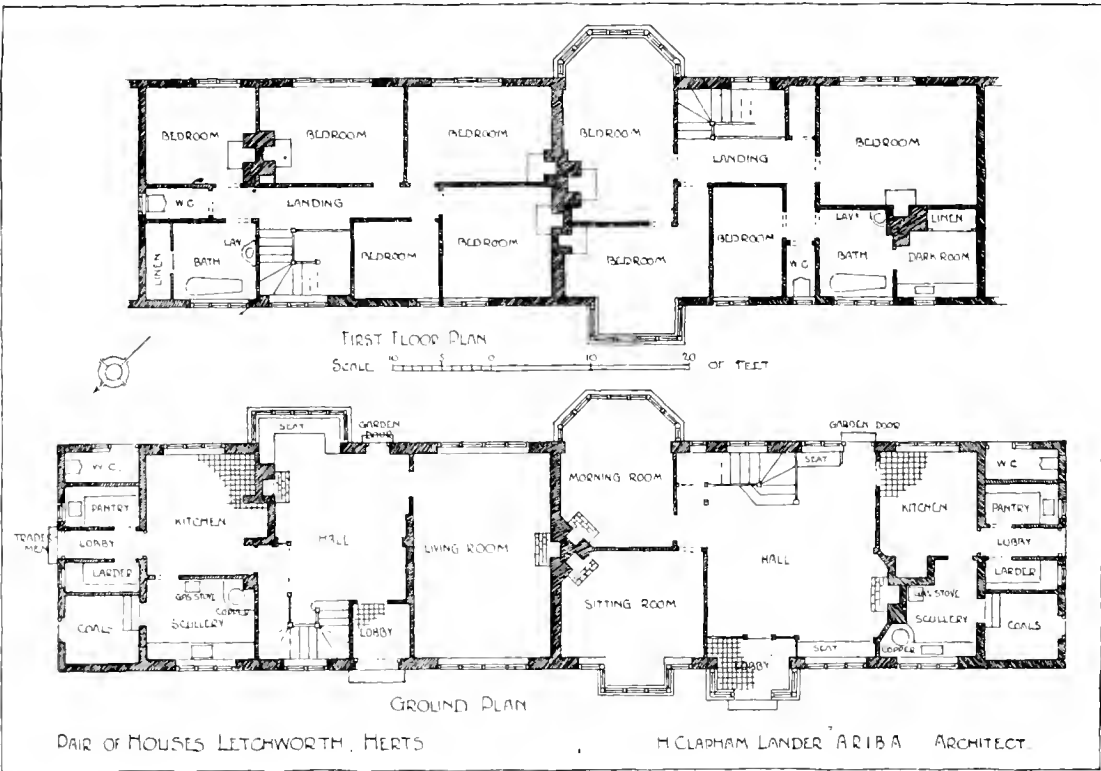 BEDROOM
BEDROOM
BEDROOM
BEDROOM
LANDING
BEDROOM
W.C
LANDING
LAV
BATH
LINEN
BEDROOM
BEDROOM
BEDROOM
BEDROOM
W.C
LAVY
BATH
LINEN
DARK ROOM
FIRST FLOOR PLAN
SCALE 10 5 0 10 20 OF FEET
SEAT
GARDEN DOOR
GARDEN DOOR
W.C.
PANTRY
TRADES MEN
LOBBY
LARDER
COALS
KITCHEN
GAS STOVE
COPPER
SCULLERY
HALL
LOBBY
LIVING ROOM
MORNING ROOM
SITTING ROOM
SEAT
HALL
LOBBY
SEAT
KITCHEN
GAS STOVE
SCULLERY
COPPER
W.C
PANTRY
LOBBY
LARDER
COALS
GROUND PLAN
PAIR OF HOUSES LETCHWORTH, HERTS
H CLAPHAM LANDER ARIBA ARCHITECT